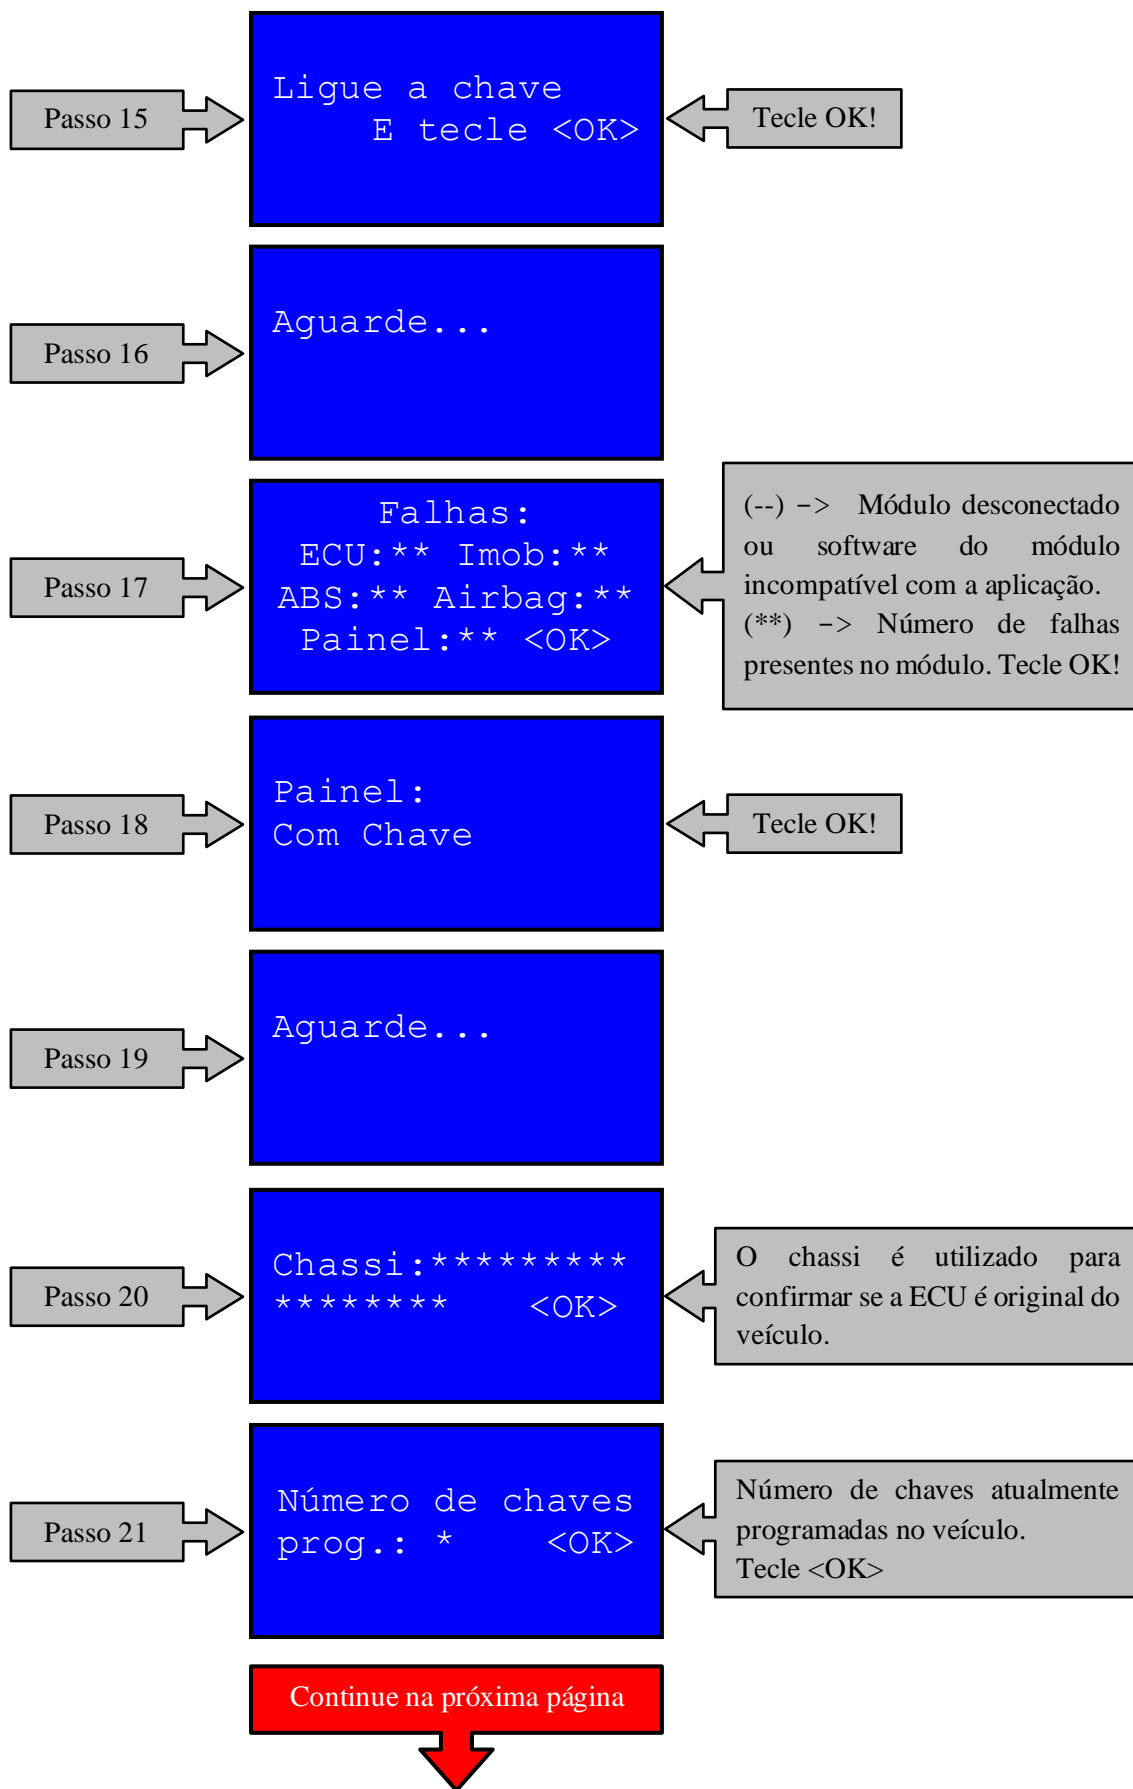 Passo 15
Ligue a chave
E tecle <OK>
Tecle OK!
Passo 16
Aguarde...
Passo 17
Falhas:
ECU:** Imob:**
ABS:** Airbag:**
Painel:** <OK>
(--) –> Módulo desconectado
ou software do módulo
incompatível com a aplicação.
(**) –> Número de falhas
presentes no módulo. Tecle OK!
Passo 18
Painel:
Com Chave
Tecle OK!
Passo 19
Aguarde...
Passo 20
Chassi:*********
******** <OK>
O chassi é utilizado para
confirmar se a ECU é original do
veículo.
Passo 21
Número de chaves
prog.: * <OK>
Número de chaves atualmente
programadas no veículo.
Tecle <OK>
Continue na próxima página